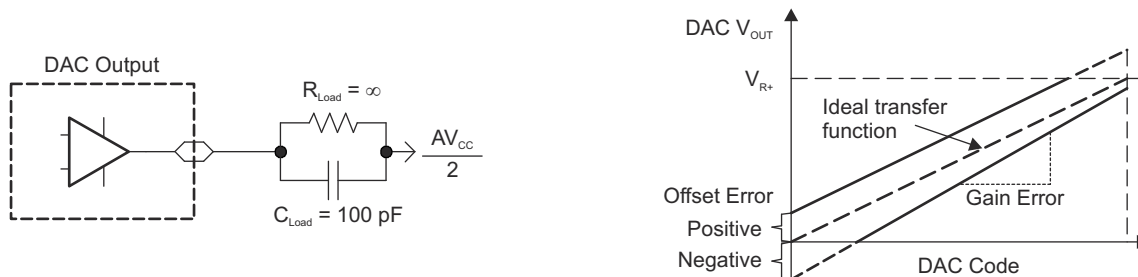 DAC Output
R_Load = ∞
C_Load = 100 pF
AV_CC
2
DAC V_OUT
V_R+
Ideal transfer
function
Offset Error
Positive
Negative
Gain Error
DAC Code